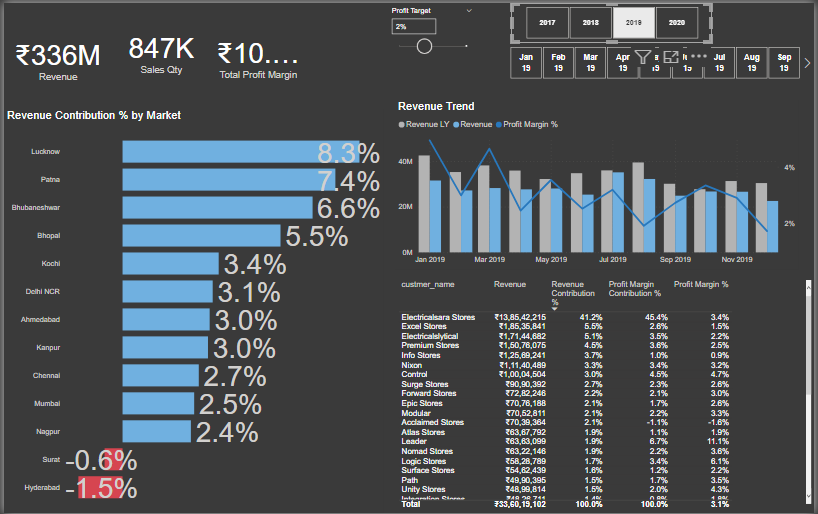 Profit Target
2%
2017 2018 2019 2020
Jan 19 Feb 19 Mar 19 Apr 19 19 19 Jul 19 Aug 19 Sep 19
₹336M
Revenue
847K
Sales Qty
₹10....
Total Profit Margin
Revenue Contribution % by Market
Lucknow 8.3%
Patna 7.4%
Bhubaneshwar 6.6%
Bhopal 5.5%
Kochi 3.4%
Delhi NCR 3.1%
Ahmedabad 3.0%
Kanpur 3.0%
Chennai 2.7%
Mumbai 2.5%
Nagpur 2.4%
Surat -0.6%
Hyderabad -1.5%
Revenue Trend
Revenue LY Revenue Profit Margin %
40M 4%
20M 2%
0M
Jan 2019 Mar 2019 May 2019 Jul 2019 Sep 2019 Nov 2019
custmer_name Revenue Revenue Contribution % Profit Margin Contribution % Profit Margin %
Electricalsara Stores ₹13,85,42,215 41.2% 45.4% 3.4%
Excel Stores ₹1,85,35,841 5.5% 2.6% 1.5%
Electricalslytical ₹1,71,44,682 5.1% 3.5% 2.2%
Premium Stores ₹1,50,76,075 4.5% 3.6% 2.5%
Info Stores ₹1,25,69,241 3.7% 1.0% 0.9%
Nixon ₹1,11,40,489 3.3% 3.4% 3.2%
Control ₹1,00,04,504 3.0% 4.5% 4.7%
Surge Stores ₹90,90,392 2.7% 2.3% 2.6%
Forward Stores ₹72,82,246 2.2% 2.1% 3.0%
Epic Stores ₹70,76,188 2.1% 1.7% 2.6%
Modular ₹70,52,811 2.1% 2.2% 3.3%
Acclaimed Stores ₹70,39,364 2.1% -1.1% -1.6%
Atlas Stores ₹63,67,792 1.9% 1.1% 1.9%
Leader ₹63,63,099 1.9% 6.7% 11.1%
Nomad Stores ₹63,22,146 1.9% 2.2% 3.6%
Logic Stores ₹58,28,789 1.7% 3.4% 6.1%
Surface Stores ₹54,62,439 1.6% 1.2% 2.2%
Path ₹49,90,395 1.5% 1.7% 3.5%
Unity Stores ₹48,99,814 1.5% 2.0% 4.3%
Integration Stores
Total ₹33,60,19,102 100.0% 100.0% 3.1%